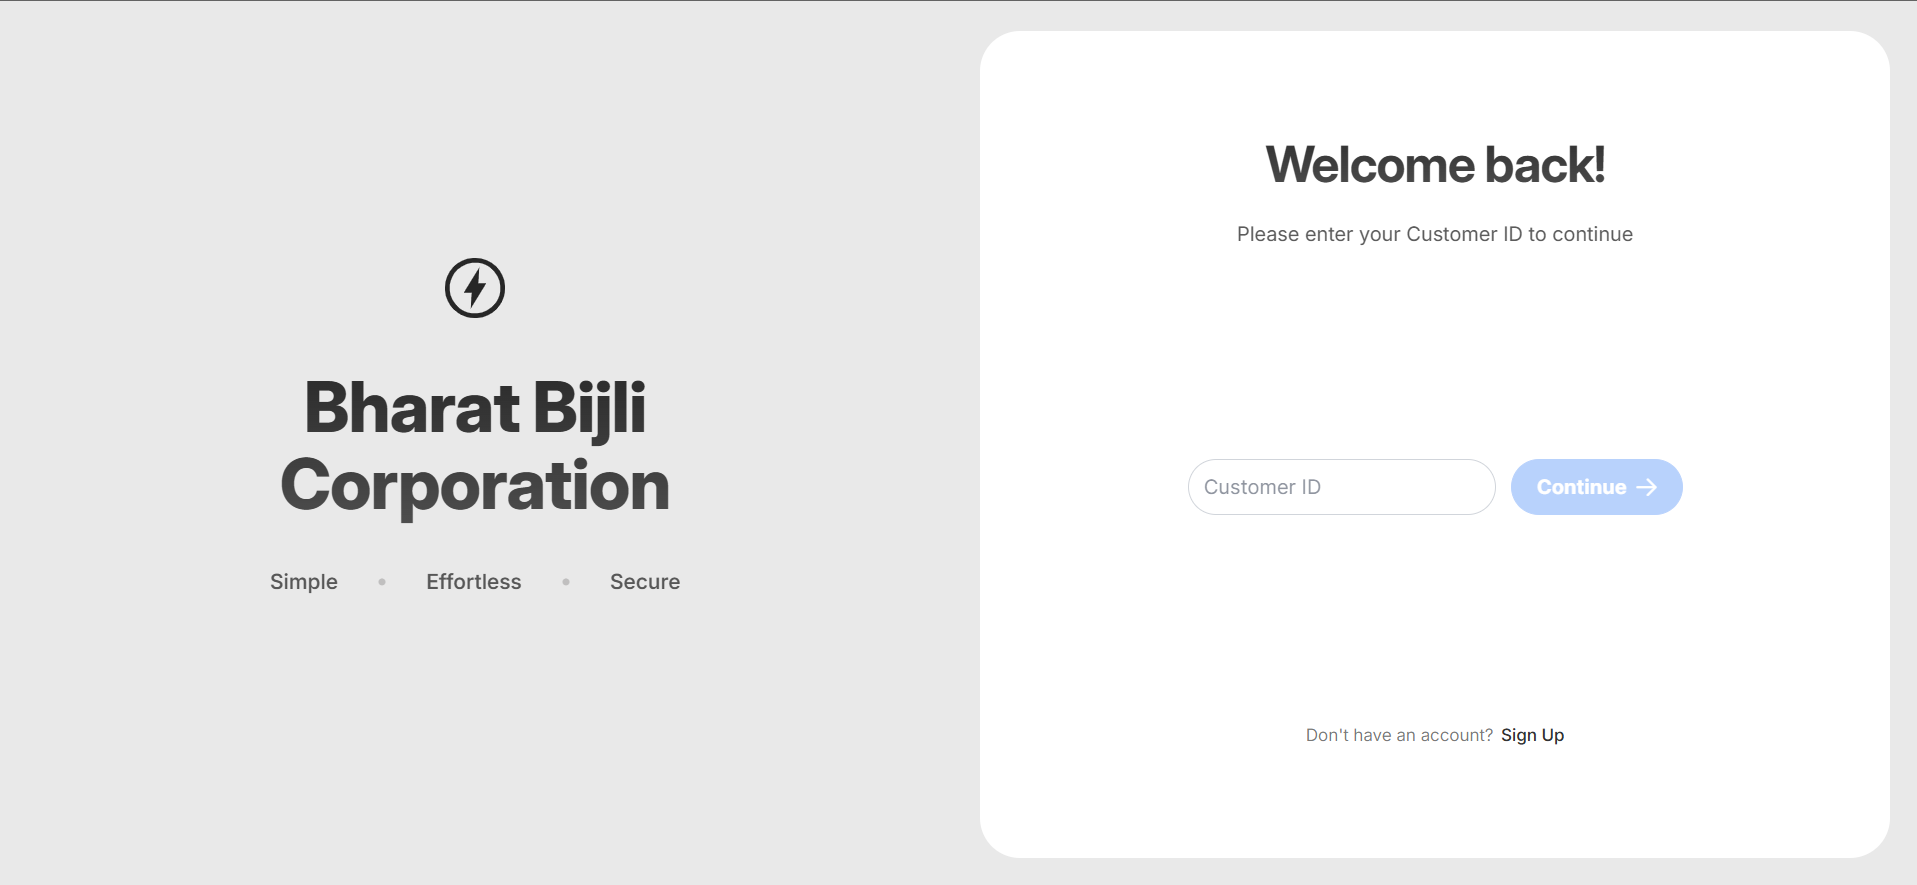 Bharat Bijli
Corporation
Simple • Effortless • Secure
Welcome back!
Please enter your Customer ID to continue
Customer ID
Continue →
Don't have an account? Sign Up